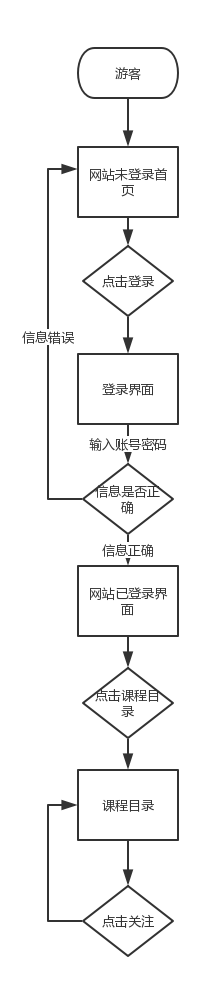 游客
网站未登录首
页
点击登录
信息错误
登录界面
输入账号密码
信息是否正
确
信息正确
网站已登录界
面
点击课程目
录
课程目录
点击关注